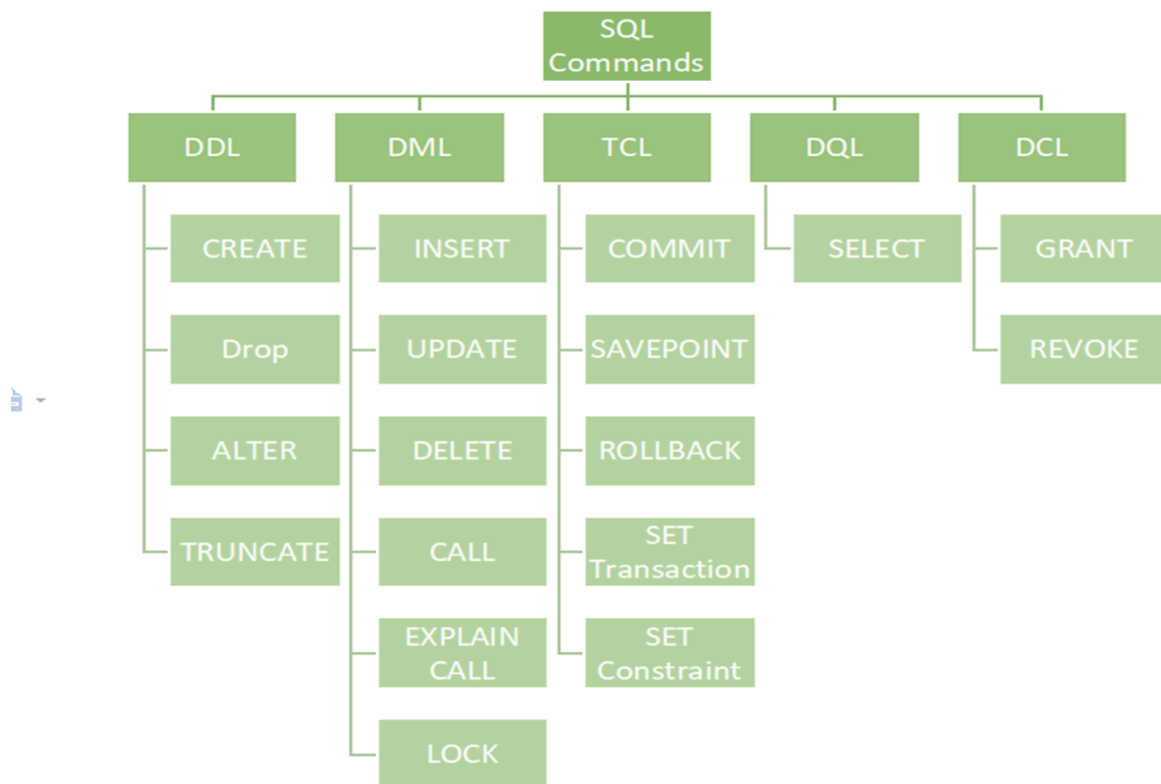 SQL
Commands
DDL
DML
TCL
DQL
DCL
CREATE
INSERT
COMMIT
SELECT
GRANT
Drop
UPDATE
SAVEPOINT
REVOKE
ALTER
DELETE
ROLLBACK
TRUNCATE
CALL
SET
Transaction
EXPLAIN
CALL
SET
Constraint
LOCK